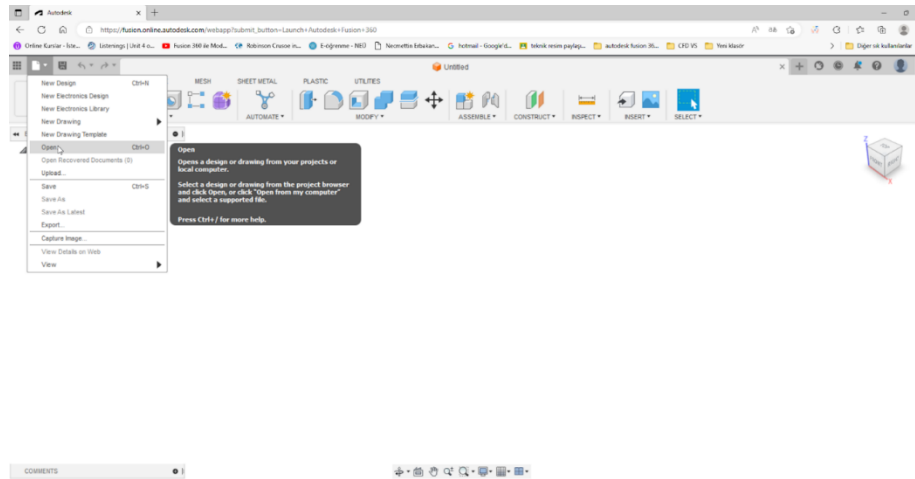 Autodesk
https://fusion.online.autodesk.com/webapp?submit_button=Launch+Autodesk+Fusion+360
Online Kurslar - İste...
Listenings | Unit 4 n...
Fusion 360 ile Mod...
Robinson Crusoe in...
E-öğrenme - NEÜ
Necmettin Erbakan...
hotmail - Google'd...
teknik resim paylaş...
autodesk fusion 36...
CFD VS
Yeni klasör
Diğer sık kullanılanlar
Untitled
MESH SHEET METAL PLASTIC UTILITIES
AUTOMATE MODIFY ASSEMBLE CONSTRUCT INSPECT INSERT SELECT
New Design Ctrl+N
New Electronics Design
New Electronics Library
New Drawing
New Drawing Template
Open... Ctrl+O
Open Recovered Documents (0)
Upload...
Save Ctrl+S
Save As
Save As Latest
Export...
Capture Image...
View Details on Web
View
Open
Opens a design or drawing from your projects or
local computer.
Select a design or drawing from the project browser
and click Open, or click "Open from my computer"
and select a supported file.
Press Ctrl+/ for more help.
Z
TOP
FRONT
RIGHT
X
COMMENTS